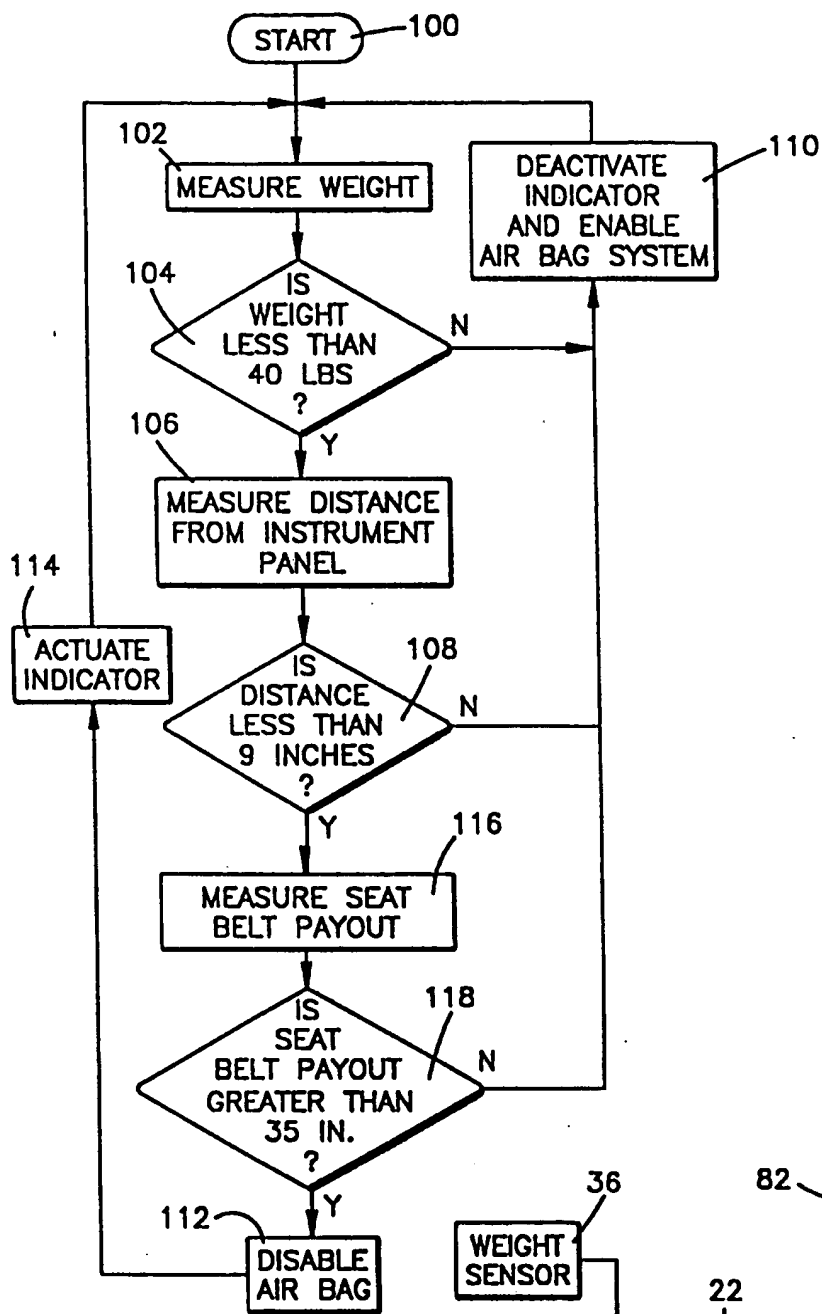 START
100
102
MEASURE WEIGHT
110
DEACTIVATE
INDICATOR
AND ENABLE
AIR BAG SYSTEM
104
IS
WEIGHT
LESS THAN
40 LBS
?
N
Y
106
MEASURE DISTANCE
FROM INSTRUMENT
PANEL
114
ACTUATE
INDICATOR
108
IS
DISTANCE
LESS THAN
9 INCHES
?
N
Y
116
MEASURE SEAT
BELT PAYOUT
118
IS
SEAT
BELT PAYOUT
GREATER THAN
35 IN.
?
N
Y
112
DISABLE
AIR BAG
36
WEIGHT
SENSOR
82
22